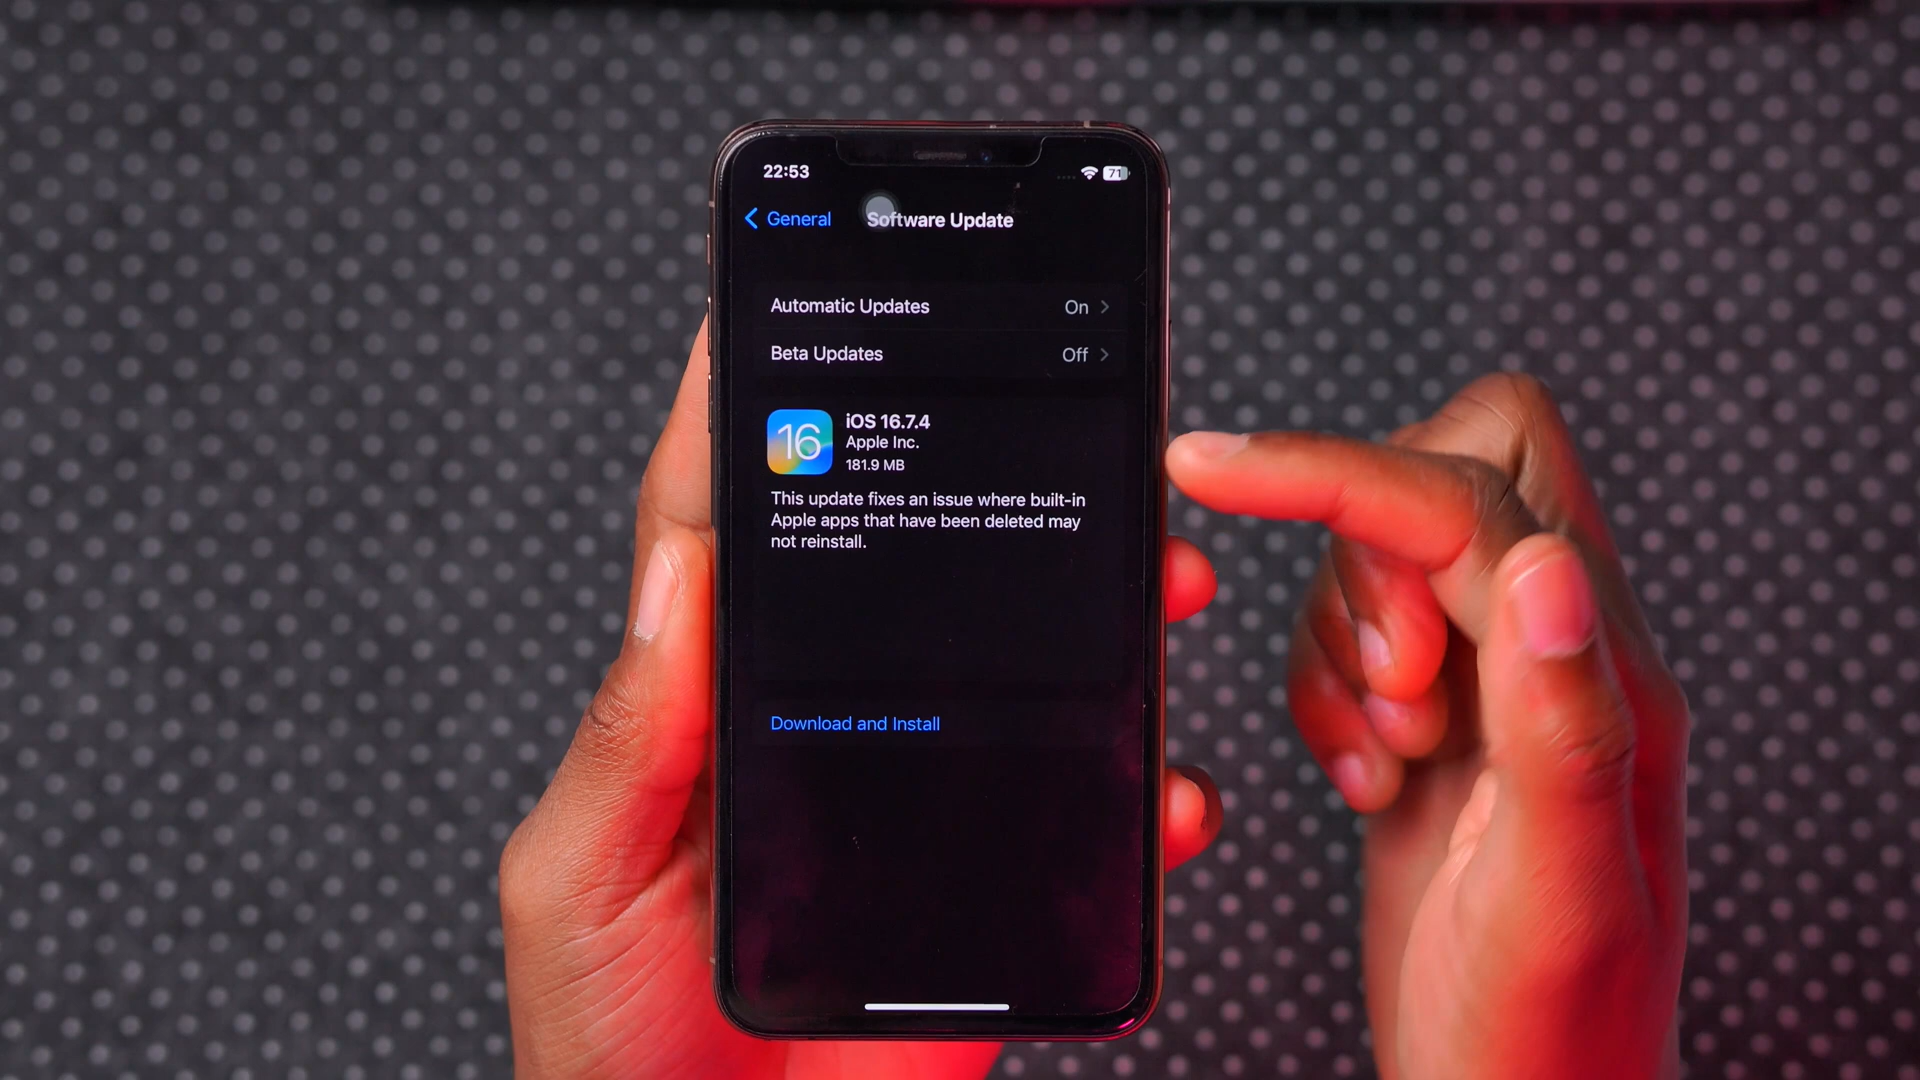 22:53
71
General
Software Update
Automatic Updates On
Beta Updates Off
16
iOS 16.7.4
Apple Inc.
181.9 MB
This update fixes an issue where built-in
Apple apps that have been deleted may
not reinstall.
Download and Install